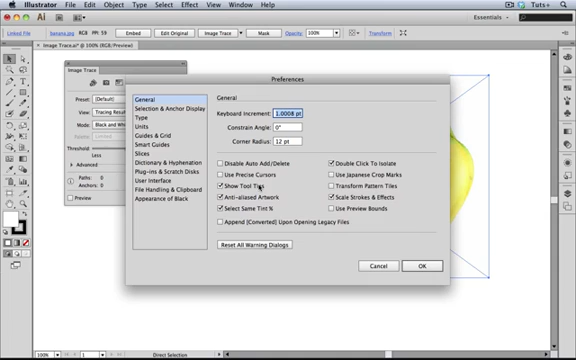 Illustrator File Edit Object Type Select Effect View Window Help Tuts+
Ai Essentials
Linked File banana.jpg RGB PPI: 59 Embed Edit Original Image Trace Mask Opacity: 100% Transform
Image Trace.ai* @ 100% (RGB/Preview)
Image Trace
Preset: (Default)
View: Tracing Result
Mode: Black and White
Palette:
Threshold:
Less
Paths: 0
Anchors: 0
Preview
Preferences
General
Selection & Anchor Display
Type
Units
Guides & Grid
Smart Guides
Slices
Dictionary & Hyphenation
Plug-ins & Scratch Disks
User Interface
File Handling & Clipboard
Appearance of Black
General
Keyboard Increment: 1.0008 pt
Constrain Angle: 0°
Corner Radius: 12 pt
Disable Auto Add/Delete
Double Click To Isolate
Use Precise Cursors
Use Japanese Crop Marks
Show Tool Tips
Transform Pattern Tiles
Anti-aliased Artwork
Scale Strokes & Effects
Select Same Tint %
Use Preview Bounds
Append [Converted] Upon Opening Legacy Files
Reset All Warning Dialogs
Cancel OK
100% 1 Direct Selection